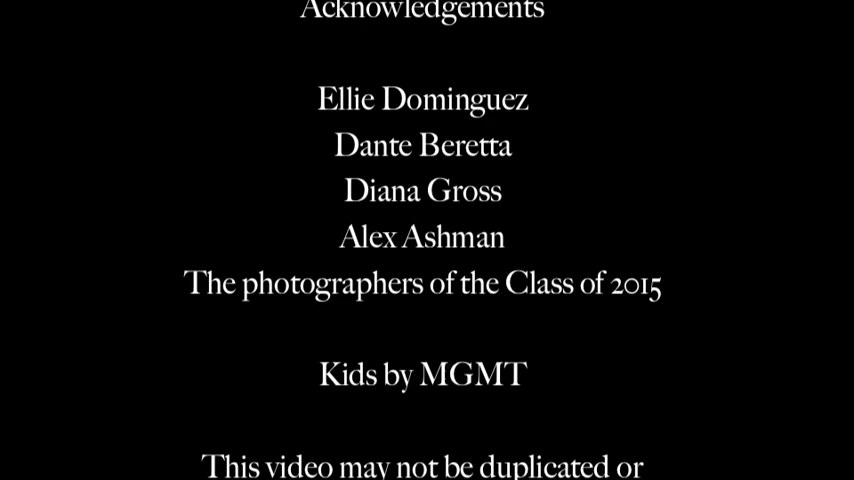 Acknowledgements
Ellie Dominguez
Dante Beretta
Diana Gross
Alex Ashman
The photographers of the Class of 2015
Kids by MGMT
This video may not be duplicated or